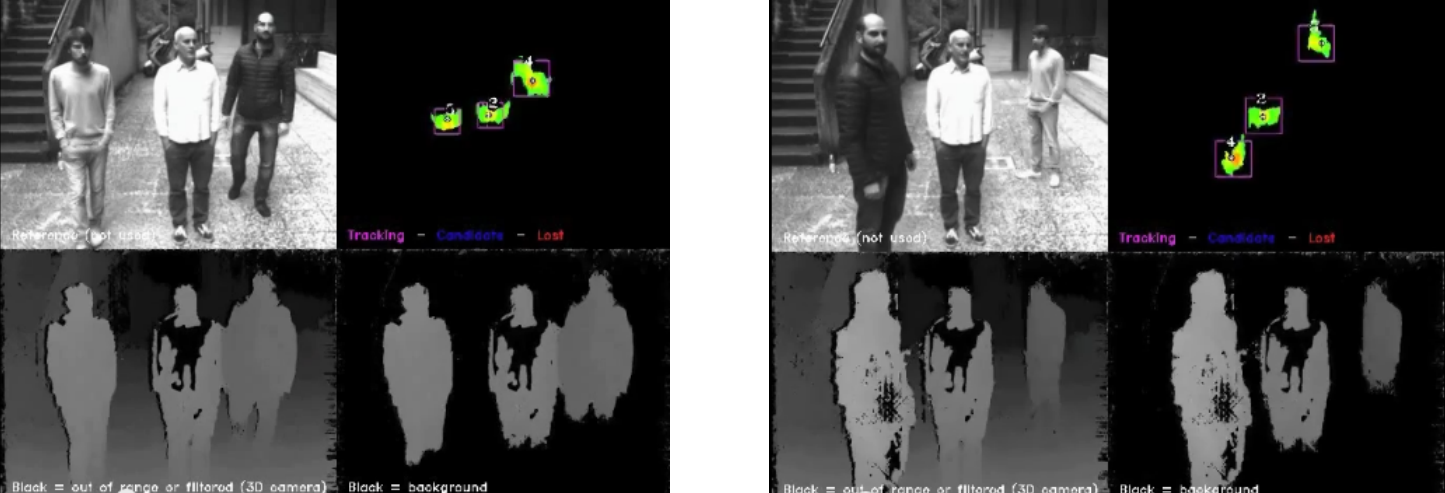 4
5
2
Reference (not used)
Tracking - Candidate - Lost
Black = out of range or filtered (3D camera)
Black = background
2
4
Reference (not used)
Tracking - Candidate - Lost
Black = out of range or filtered (3D camera)
Black = background